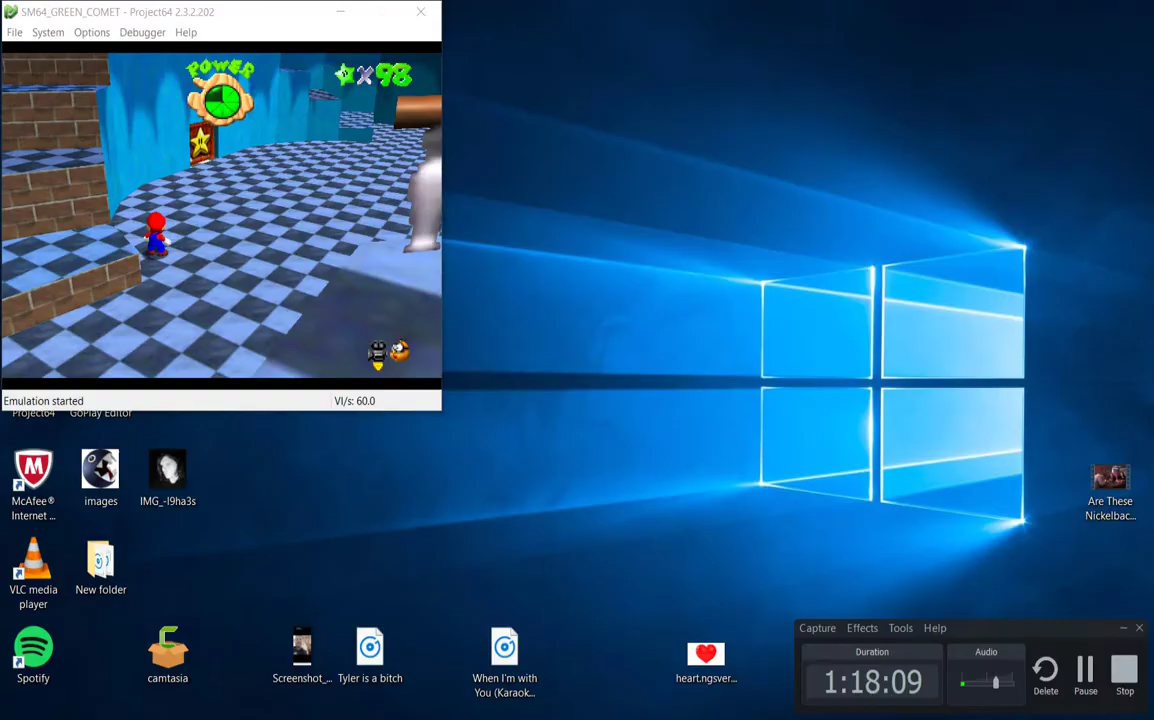 SM64_GREEN_COMET - Project64 2.3.2.202
File System Options Debugger Help
POWER
98
Emulation started VI/s: 60.0
Project64 GoPlay Editor
McAfee®
Internet ...
images
IMG_-l9ha3s
Are These
Nickelbac...
VLC media
player
New folder
Spotify
camtasia
Screenshot_...
Tyler is a bitch
When I'm with
You (Karaok...
heart.ngsver...
Capture Effects Tools Help
Duration
1:18:09
Audio
Delete
Pause
Stop